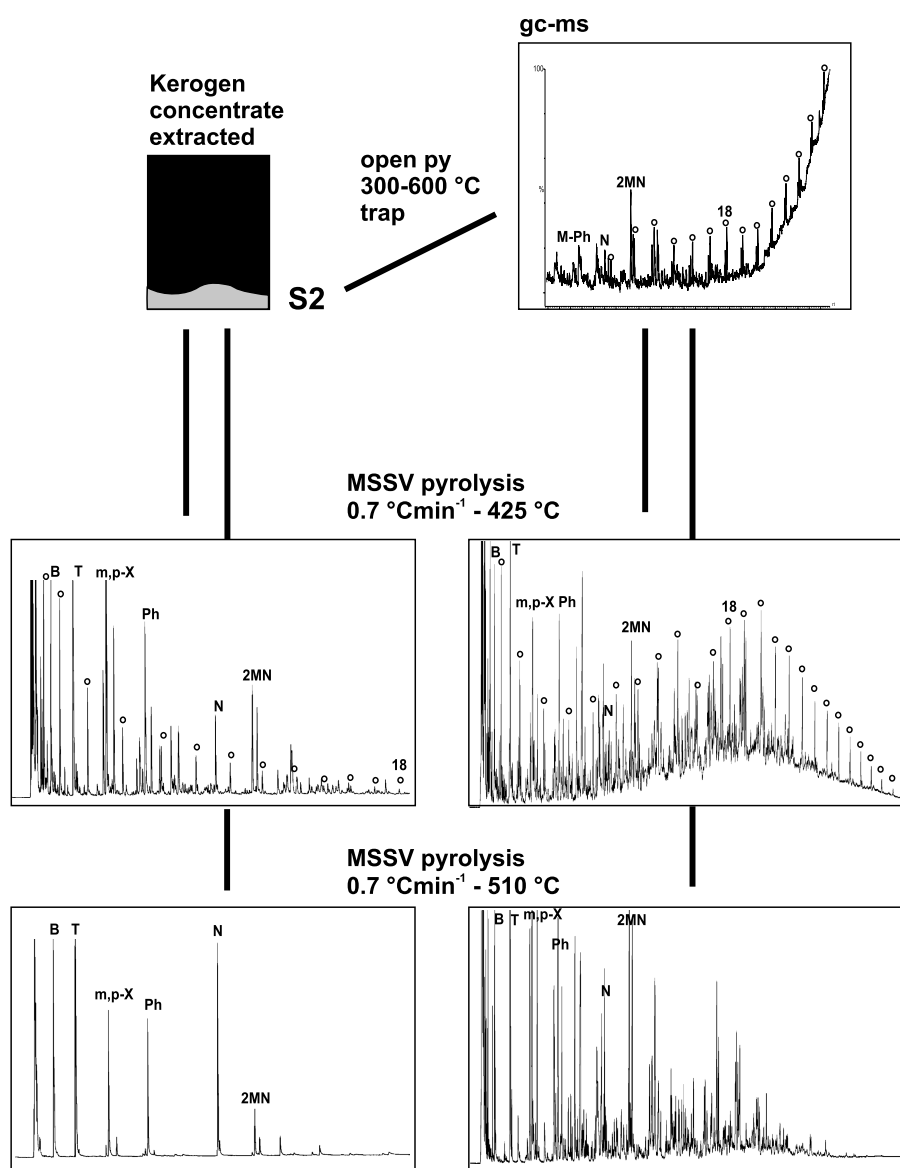 gc-ms
Kerogen
concentrate
extracted
open py
300-600 °C
trap
S2
100
%
2MN
18
M-Ph
N
MSSV pyrolysis
0.7 °Cmin⁻¹ - 425 °C
B
T
m,p-X
Ph
N
2MN
18
B
T
m,p-X Ph
N
2MN
18
MSSV pyrolysis
0.7 °Cmin⁻¹ - 510 °C
B
T
m,p-X
Ph
N
2MN
B
T
m,p-X
Ph
N
2MN